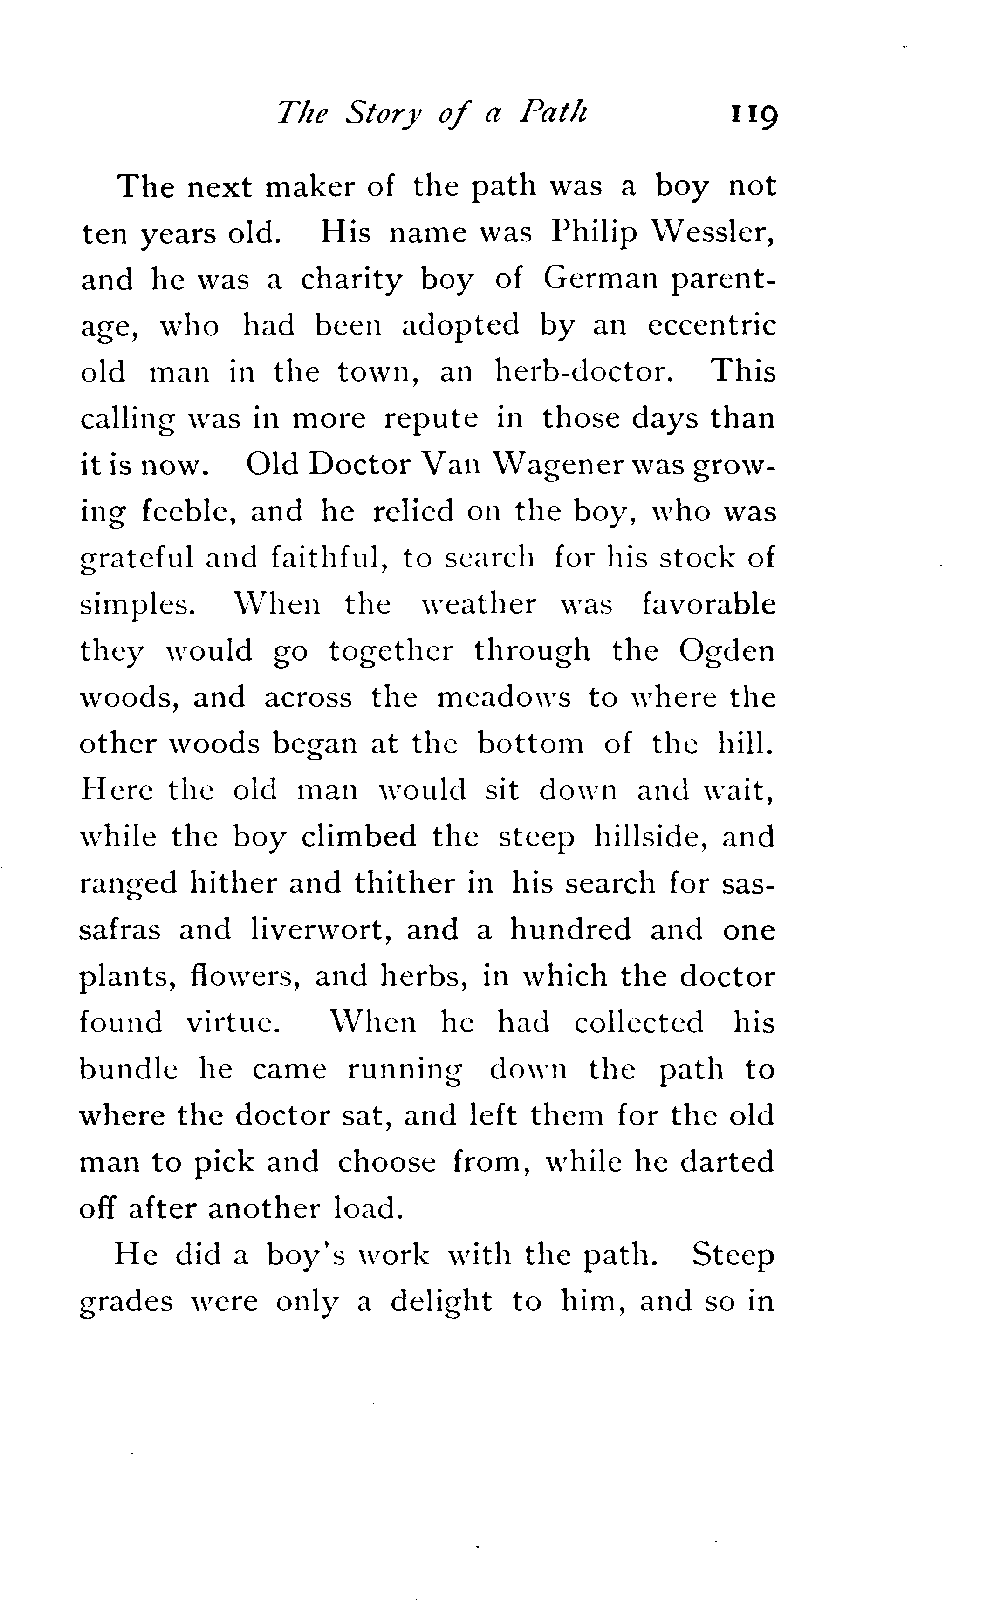 The Story of a Path 119
The next maker of the path was a boy not
ten years old. His name was Philip Wessler,
and he was a charity boy of German parent-
age, who had been adopted by an eccentric
old man in the town, an herb-doctor. This
calling was in more repute in those days than
it is now. Old Doctor Van Wagener was grow-
ing feeble, and he relied on the boy, who was
grateful and faithful, to search for his stock of
simples. When the weather was favorable
they would go together through the Ogden
woods, and across the meadows to where the
other woods began at the bottom of the hill.
Here the old man would sit down and wait,
while the boy climbed the steep hillside, and
ranged hither and thither in his search for sas-
safras and liverwort, and a hundred and one
plants, flowers, and herbs, in which the doctor
found virtue. When he had collected his
bundle he came running down the path to
where the doctor sat, and left them for the old
man to pick and choose from, while he darted
off after another load.
He did a boy's work with the path. Steep
grades were only a delight to him, and so in